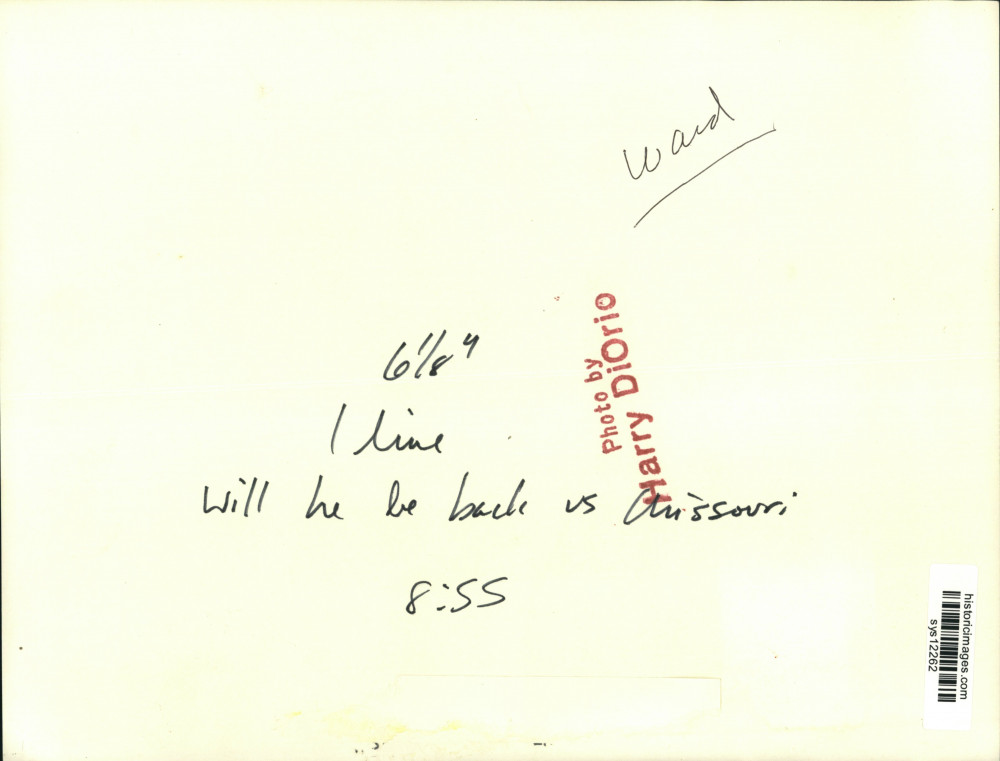 Ward
6 1/8"
1 line
Will he be back vs Missouri
8:55
Photo by
Harry DiOrio
historicimages.com
sys12262